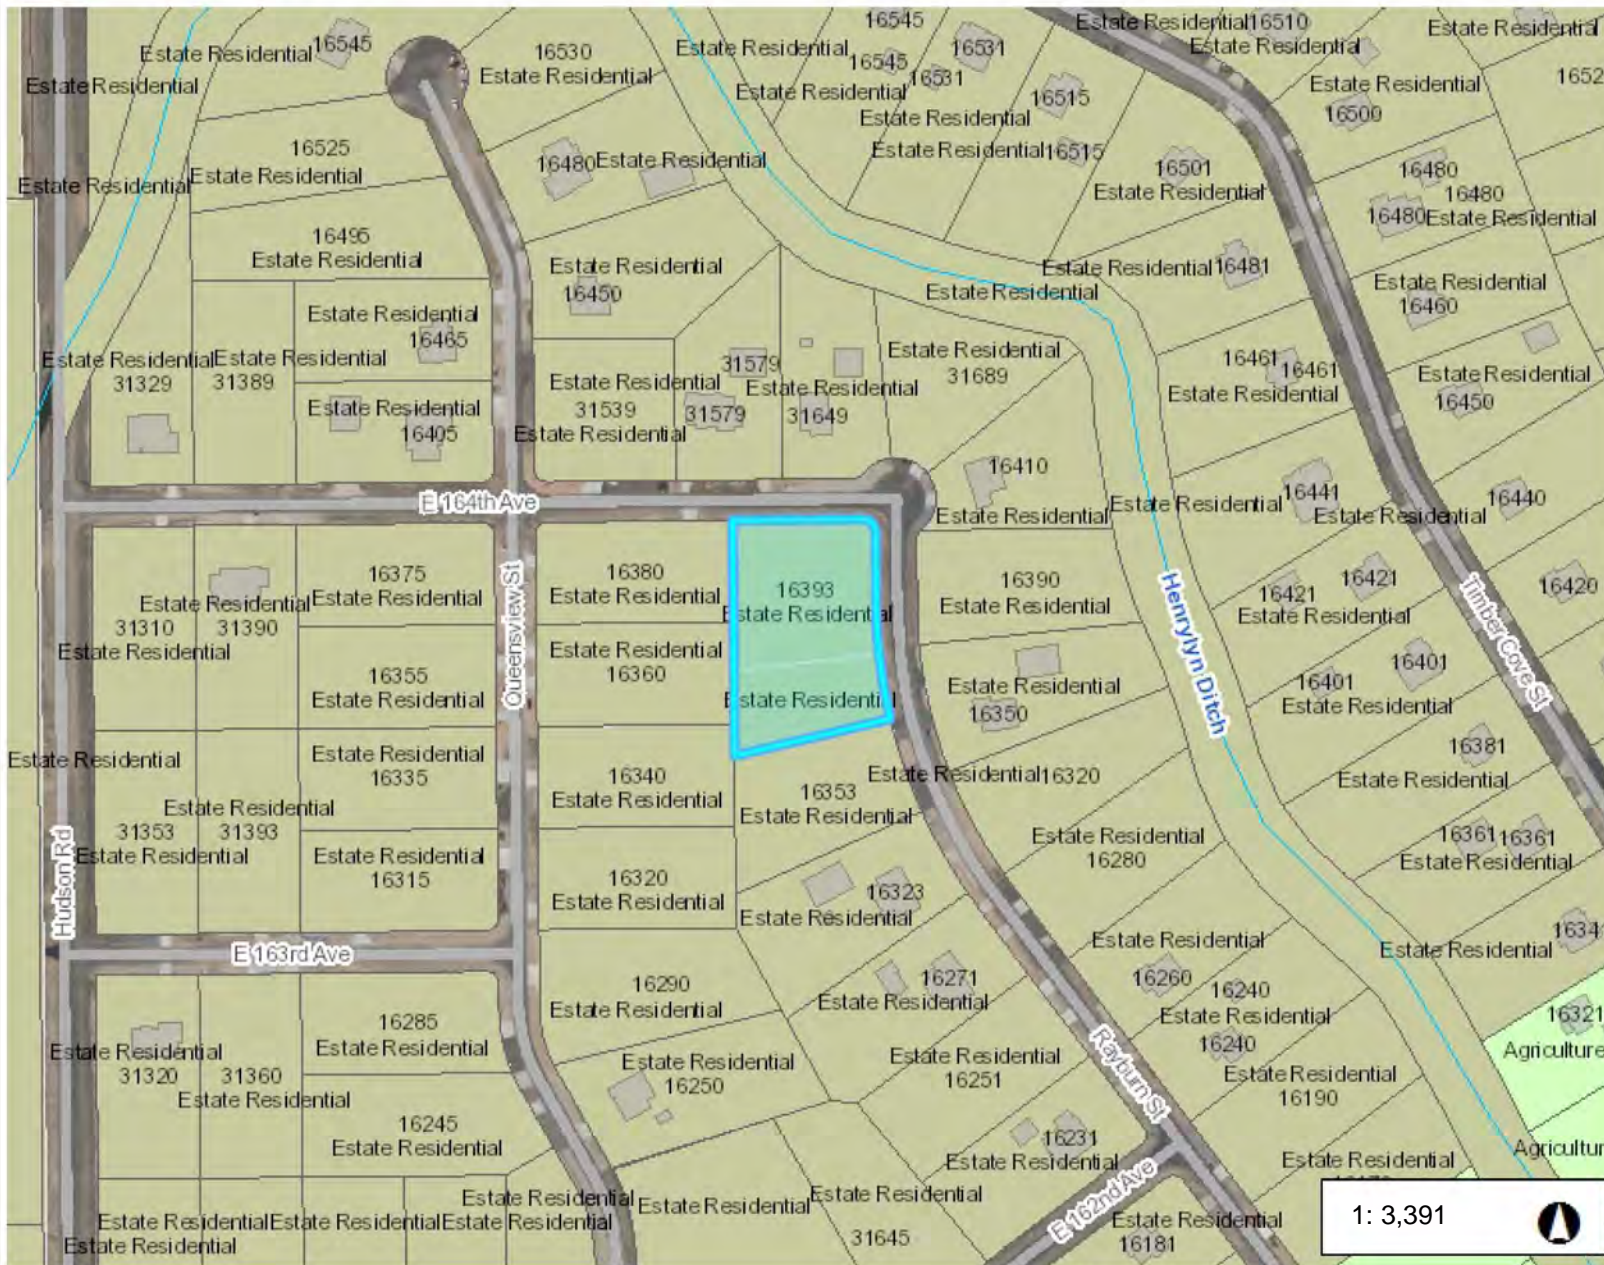 16545
Estate Residential
16510
Estate Residential
Estate Residential
16545
16530
Estate Residential
16531
Estate Residential
Estate Residential
16545
Estate Residential
Estate Residential
16531
Estate Residential
1652
Estate Residential
16515
16500
Estate Residential
16525
Estate Residential
16515
16480
Estate Residential
16501
16480
Estate Residential
Estate Residential
Estate Residential
16480
16480
Estate Residential
16495
Estate Residential
Estate Residential
Estate Residential
16481
Estate Residential
16450
Estate Residential
16460
Estate Residential
16465
Estate Residential
31689
Estate Residential
31329
Estate Residential
31389
31579
16461
16461
Estate Residential
Estate Residential
31539
Estate Residential
31649
Estate Residential
16450
Estate Residential
16405
Estate Residential
31579
16410
Estate Residential
Estate Residential
16441
Estate Residential
16440
E 164th Ave
16375
Estate Residential
16380
Estate Residential
16393
Estate Residential
16390
Estate Residential
16421
16421
Estate Residential
16420
Estate Residential
31310
16390
31390
Estate Residential
Queensview St
Henrylyn Ditch
Timber Cove St
Estate Residential
16360
16355
Estate Residential
Estate Residential
Estate Residential
16350
16401
16401
Estate Residential
Estate Residential
Estate Residential
16335
16340
Estate Residential
Estate Residential
16320
16353
Estate Residential
16381
Estate Residential
Estate Residential
31353
31393
Estate Residential
Hudson Rd
Estate Residential
16315
Estate Residential
16280
16361
16361
Estate Residential
16320
Estate Residential
16323
Estate Residential
E 163rd Ave
Estate Residential
16260
1634
Estate Residential
16290
Estate Residential
16271
Estate Residential
16240
Estate Residential
16240
16285
Estate Residential
16321
Agriculture
Estate Residential
31320
31360
Estate Residential
Estate Residential
16250
Estate Residential
16251
Rayburn St
Estate Residential
16190
16245
Estate Residential
16231
Estate Residential
Agricultur
Estate Residential
E 162nd Ave
Estate Residential
Estate Residential
Estate Residential
Estate Residential
Estate Residential
Estate Residential
Estate Residential
31645
Estate Residential
16181
1: 3,391